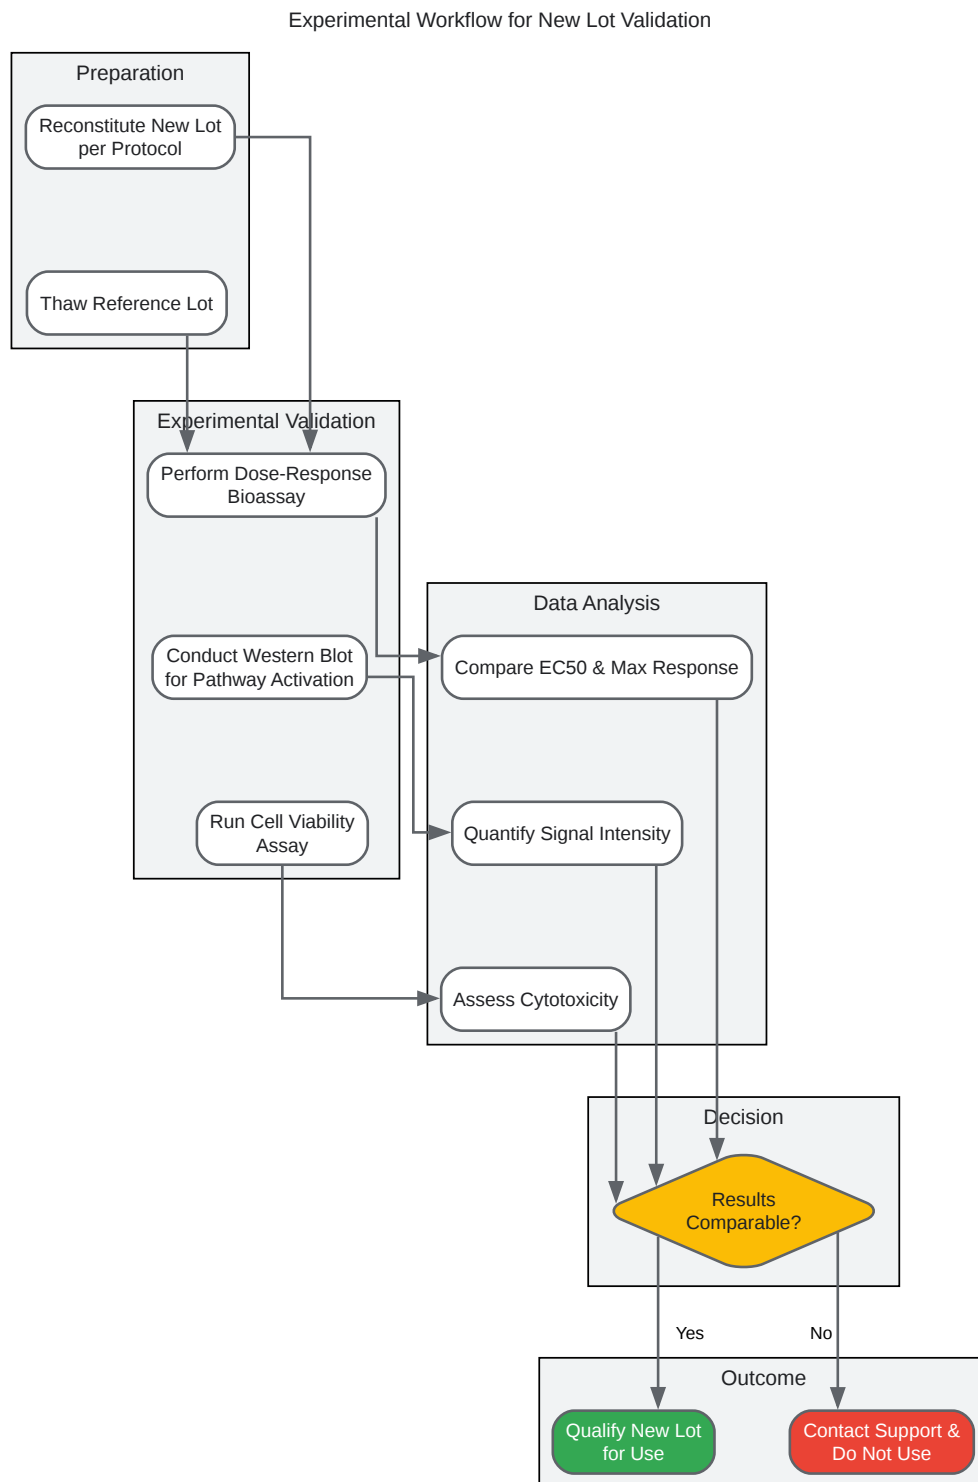 Experimental Workflow for New Lot Validation
Preparation
Reconstitute New Lot
per Protocol
Thaw Reference Lot
Experimental Validation
Perform Dose-Response
Bioassay
Conduct Western Blot
for Pathway Activation
Run Cell Viability
Assay
Data Analysis
Compare EC50 & Max Response
Quantify Signal Intensity
Assess Cytotoxicity
Decision
Results
Comparable?
Yes
No
Outcome
Qualify New Lot
for Use
Contact Support &
Do Not Use